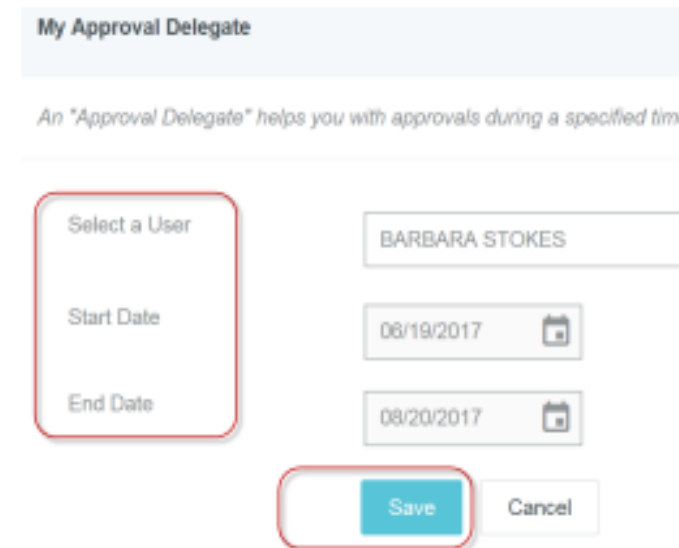 My Approval Delegate
An "Approval Delegate" helps you with approvals during a specified
Select a User
BARBARA STOKES
Start Date
06/19/2017
End Date
08/20/2017
Save Cancel